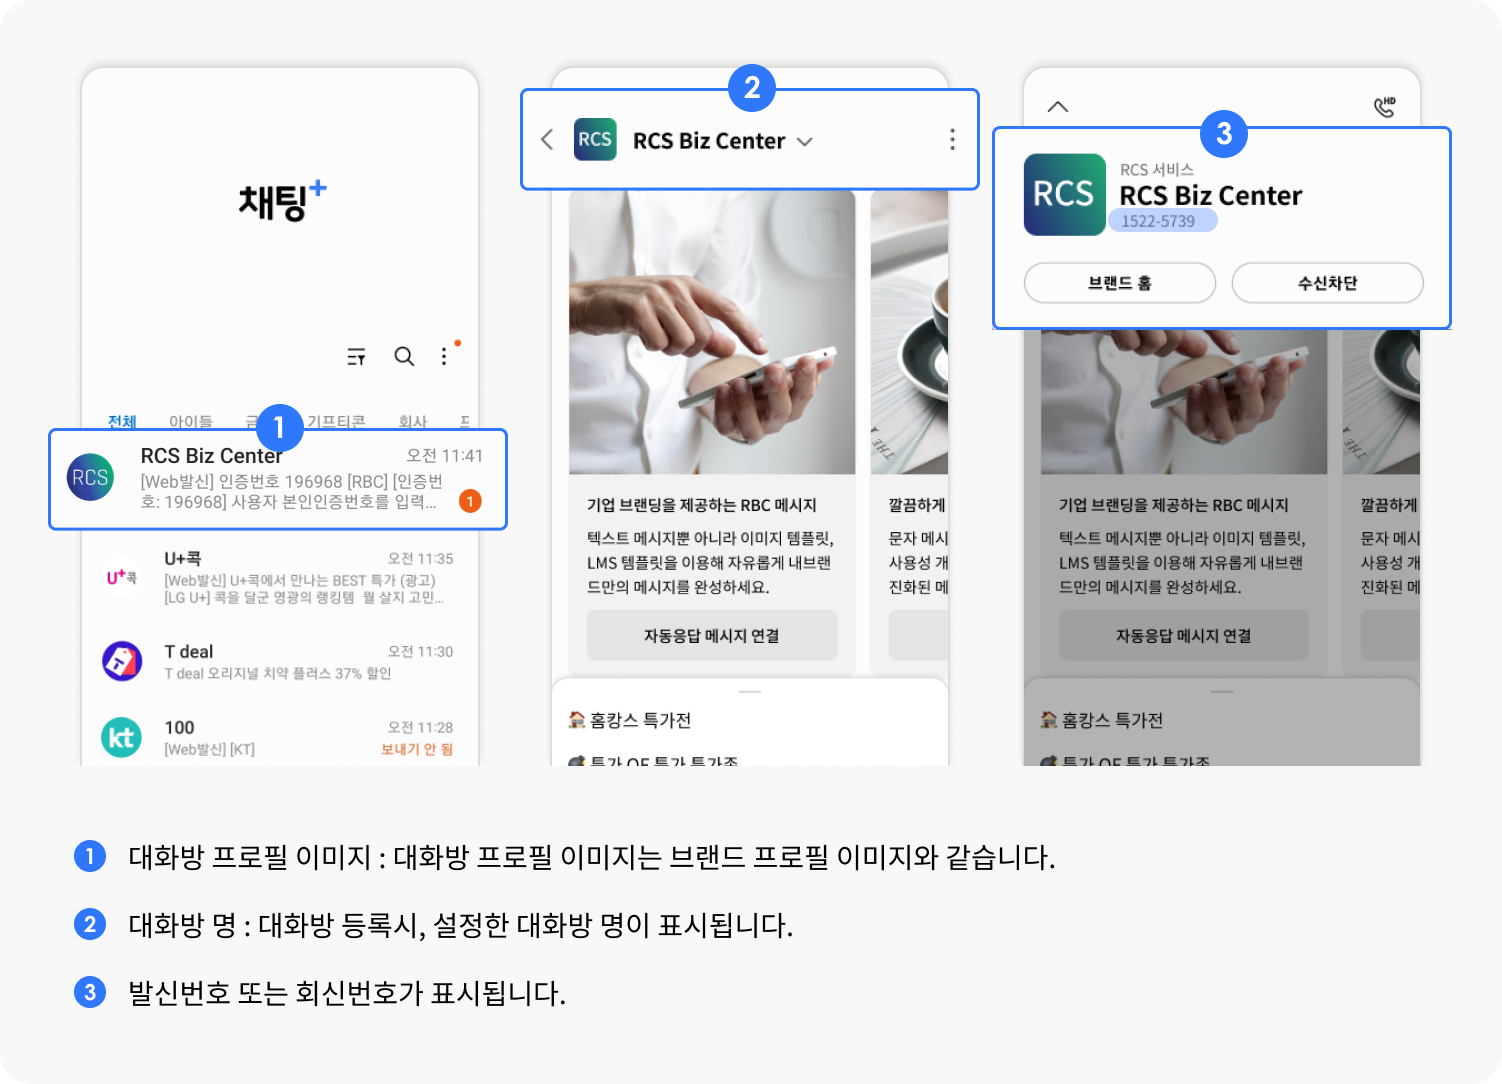 채팅+
전체 아이들 기프티콘 회사
1
RCS
RCS Biz Center 오전 11:41
[Web발신] 인증번호 196968 [RBC] [인증번
호: 196968] 사용자 본인인증번호를 입력...
1
U+콕
U+콕 오전 11:35
[Web발신] U+콕에서 만나는 BEST 특가 (광고)
[LG U+] 콕을 달군 영광의 랭킹템 뭘 살지 고민...
T
T deal 오전 11:30
T deal 오리지널 치약 플러스 37% 할인
kt
100 오전 11:28
[Web발신] [KT] 보내기 안 됨
2
RCS RCS Biz Center
THE
기업 브랜딩을 제공하는 RBC 메시지
텍스트 메시지뿐 아니라 이미지 템플릿,
LMS 템플릿을 이용해 자유롭게 내브랜
드만의 메시지를 완성하세요.
자동응답 메시지 연결
깔끔하게
문자 메시
사용성 개
진화된 메
홈캉스 특가전
특가 OF 특가 특가존
HD
3
RCS
RCS 서비스
RCS Biz Center
1522-5739
브랜드 홈 수신차단
THE
기업 브랜딩을 제공하는 RBC 메시지
텍스트 메시지뿐 아니라 이미지 템플릿,
LMS 템플릿을 이용해 자유롭게 내브랜
드만의 메시지를 완성하세요.
자동응답 메시지 연결
깔끔하게
문자 메시
사용성 개
진화된 메
홈캉스 특가전
특가 OF 특가 특가존
1 대화방 프로필 이미지 : 대화방 프로필 이미지는 브랜드 프로필 이미지와 같습니다.
2 대화방 명 : 대화방 등록시, 설정한 대화방 명이 표시됩니다.
3 발신번호 또는 회신번호가 표시됩니다.